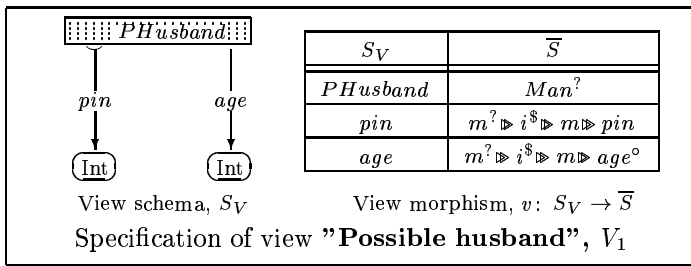 PHusband
pin age
Int Int
View schema, S_V
S_V S̅
PHusband Man^?
pin m^? ⫸ i^$ ⫸ m ⫸ pin
age m^? ⫸ i^$ ⫸ m ⫸ age°
View morphism, v: S_V → S̅
Specification of view "Possible husband", V_1